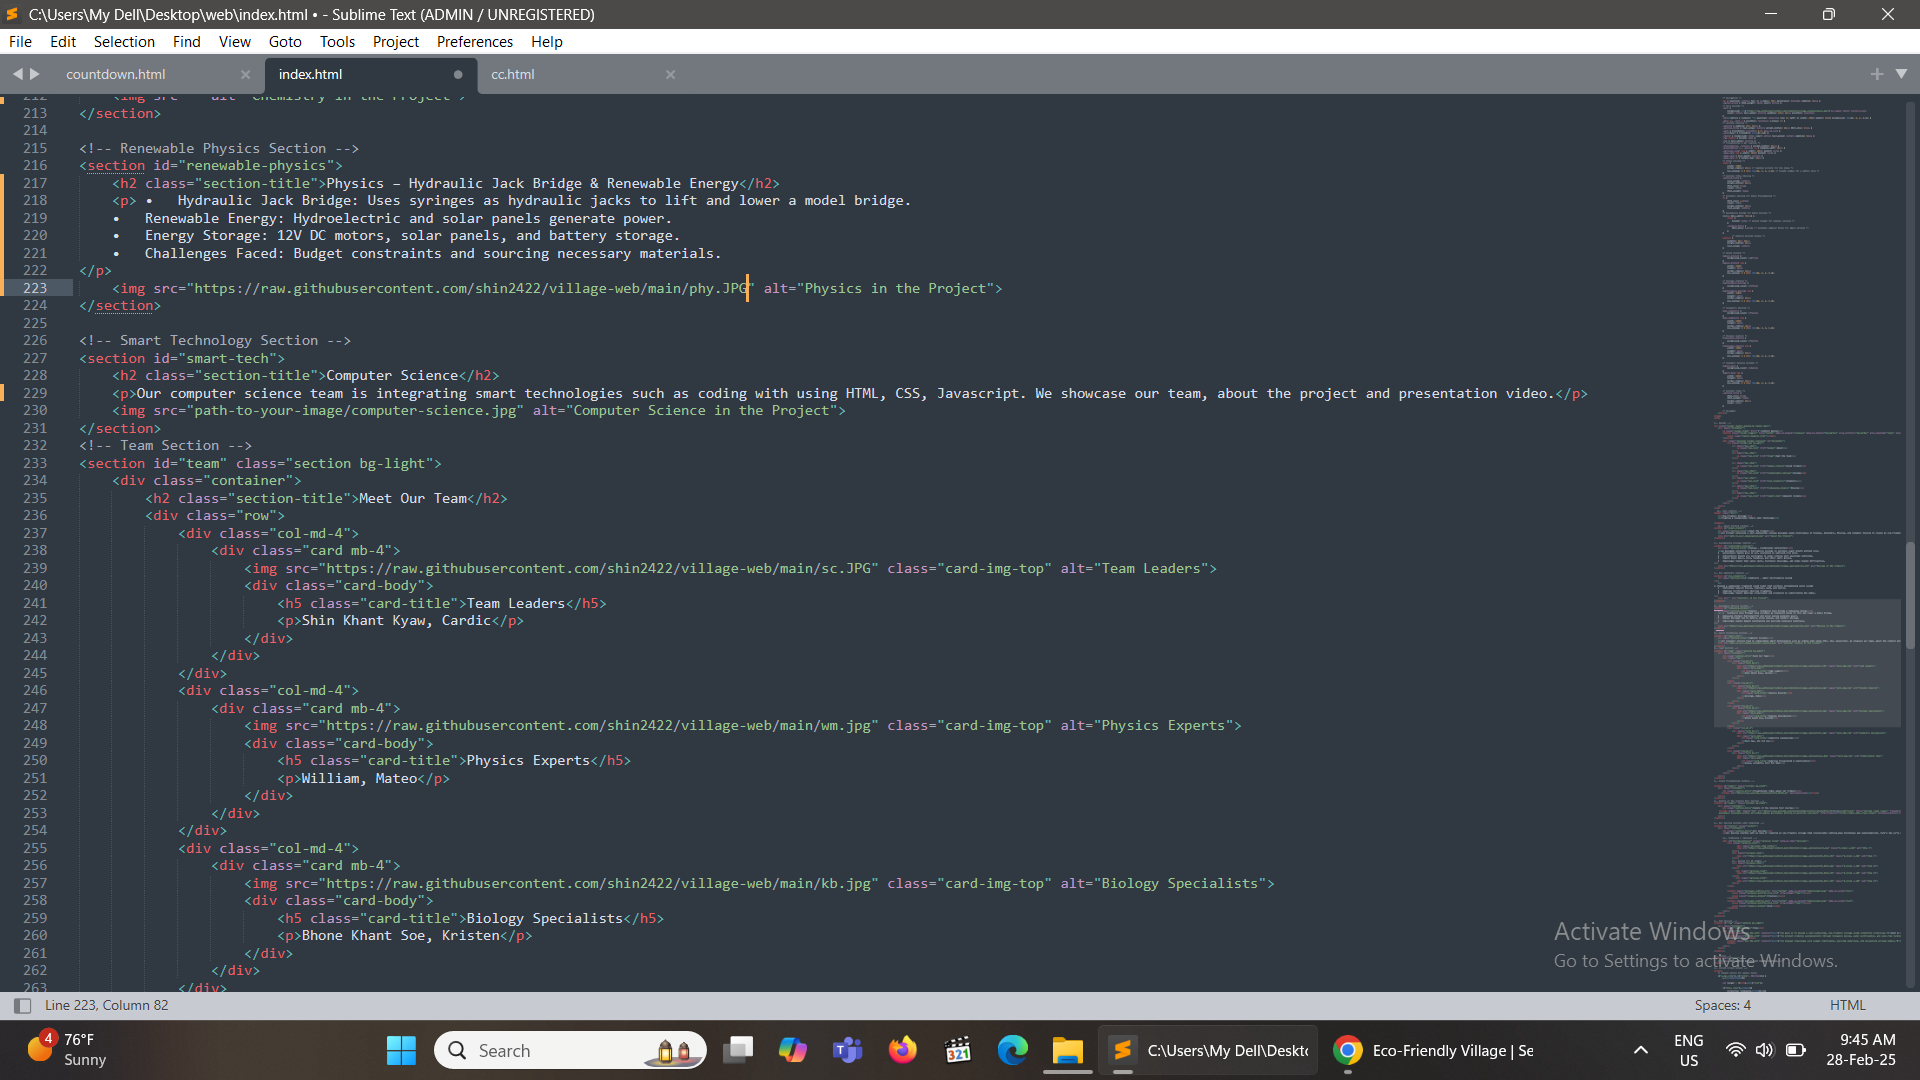 C:\Users\My Dell\Desktop\web\index.html • - Sublime Text (ADMIN / UNREGISTERED)
File Edit Selection Find View Goto Tools Project Preferences Help
countdown.html index.html cc.html
213 </section>
214
215 <!-- Renewable Physics Section -->
216 <section id="renewable-physics">
217 <h2 class="section-title">Physics – Hydraulic Jack Bridge & Renewable Energy</h2>
218 <p> • Hydraulic Jack Bridge: Uses syringes as hydraulic jacks to lift and lower a model bridge.
219 • Renewable Energy: Hydroelectric and solar panels generate power.
220 • Energy Storage: 12V DC motors, solar panels, and battery storage.
221 • Challenges Faced: Budget constraints and sourcing necessary materials.
222 </p>
223 <img src="https://raw.githubusercontent.com/shin2422/village-web/main/phy.JPG" alt="Physics in the Project">
224 </section>
225
226 <!-- Smart Technology Section -->
227 <section id="smart-tech">
228 <h2 class="section-title">Computer Science</h2>
229 <p>Our computer science team is integrating smart technologies such as coding with using HTML, CSS, Javascript. We showcase our team, about the project and presentation video.</p>
230 <img src="path-to-your-image/computer-science.jpg" alt="Computer Science in the Project">
231 </section>
232 <!-- Team Section -->
233 <section id="team" class="section bg-light">
234 <div class="container">
235 <h2 class="section-title">Meet Our Team</h2>
236 <div class="row">
237 <div class="col-md-4">
238 <div class="card mb-4">
239 <img src="https://raw.githubusercontent.com/shin2422/village-web/main/sc.JPG" class="card-img-top" alt="Team Leaders">
240 <div class="card-body">
241 <h5 class="card-title">Team Leaders</h5>
242 <p>Shin Khant Kyaw, Cardic</p>
243 </div>
244 </div>
245 </div>
246 <div class="col-md-4">
247 <div class="card mb-4">
248 <img src="https://raw.githubusercontent.com/shin2422/village-web/main/wm.jpg" class="card-img-top" alt="Physics Experts">
249 <div class="card-body">
250 <h5 class="card-title">Physics Experts</h5>
251 <p>William, Mateo</p>
252 </div>
253 </div>
254 </div>
255 <div class="col-md-4">
256 <div class="card mb-4">
257 <img src="https://raw.githubusercontent.com/shin2422/village-web/main/kb.jpg" class="card-img-top" alt="Biology Specialists">
258 <div class="card-body">
259 <h5 class="card-title">Biology Specialists</h5>
260 <p>Bhone Khant Soe, Kristen</p>
261 </div>
262 </div>
263 </div>
Activate Windows
Go to Settings to activate Windows.
Line 223, Column 82 Spaces: 4 HTML
4 76°F
Sunny
Search
321
C:\Users\My Dell\Deskto
Eco-Friendly Village | Se
ENG
US
9:45 AM
28-Feb-25